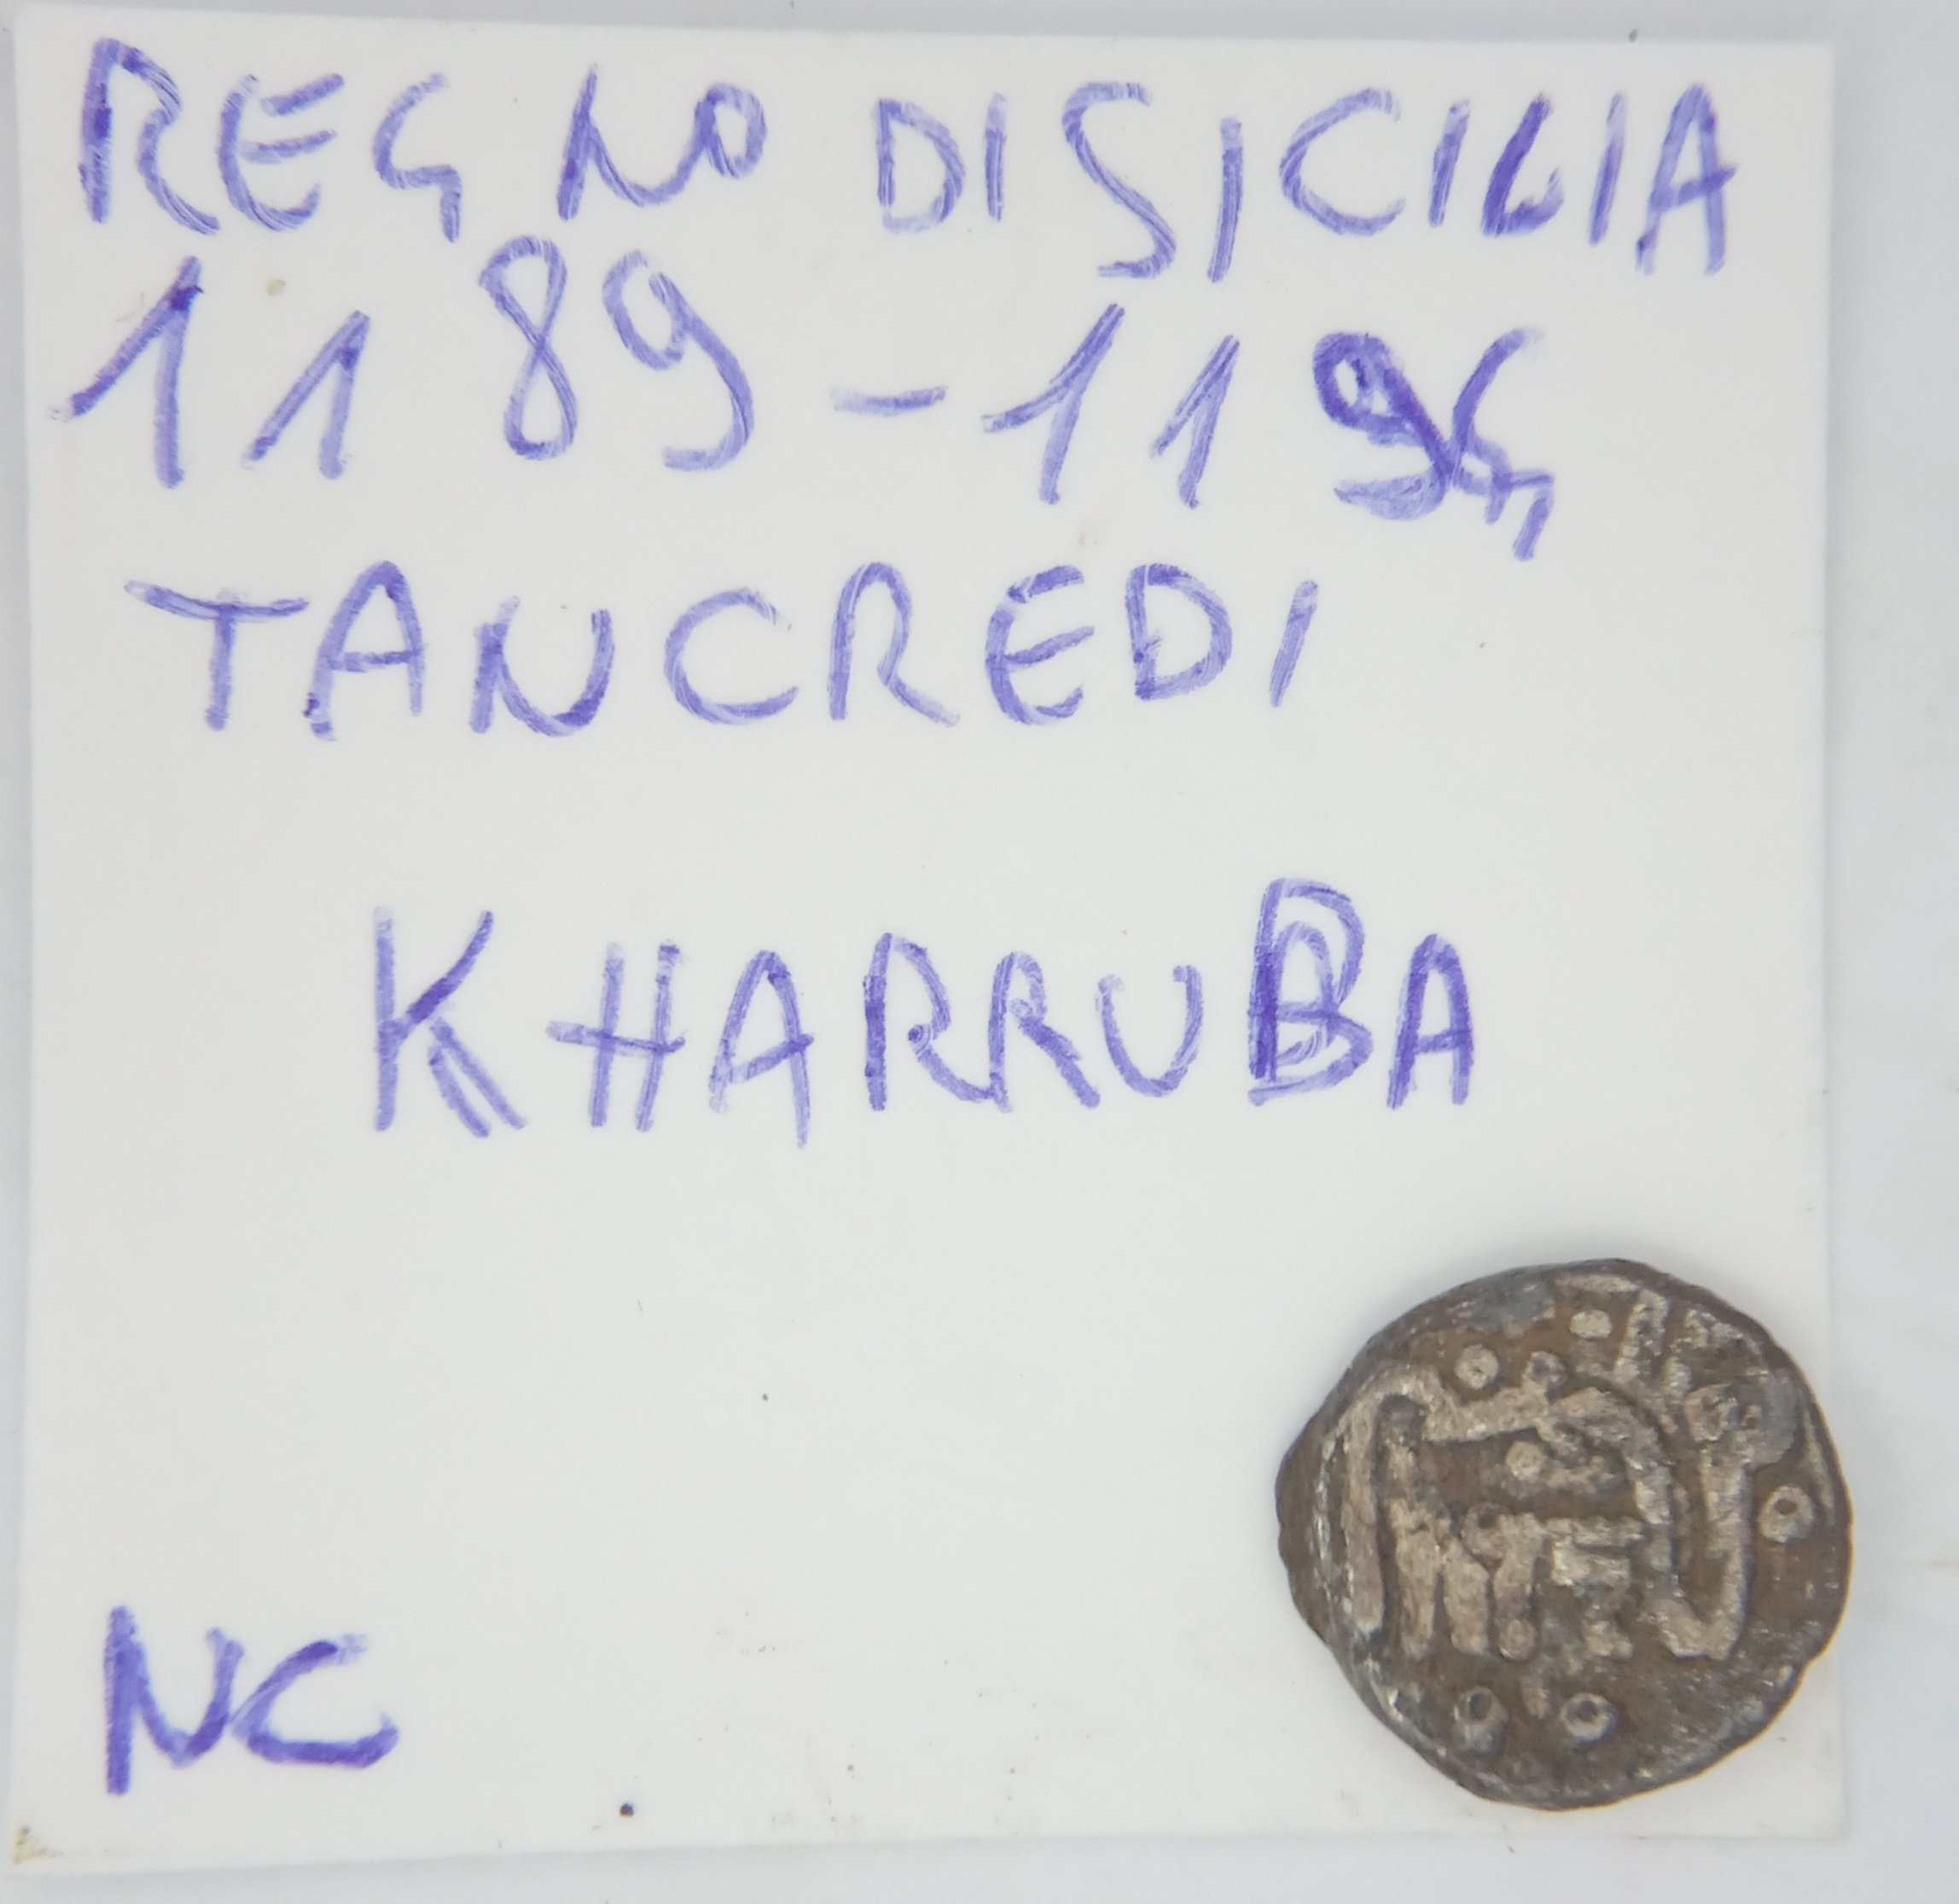 REGNO DI SICILIA
1189-1194
TANCREDI
KHARRUBA
NC